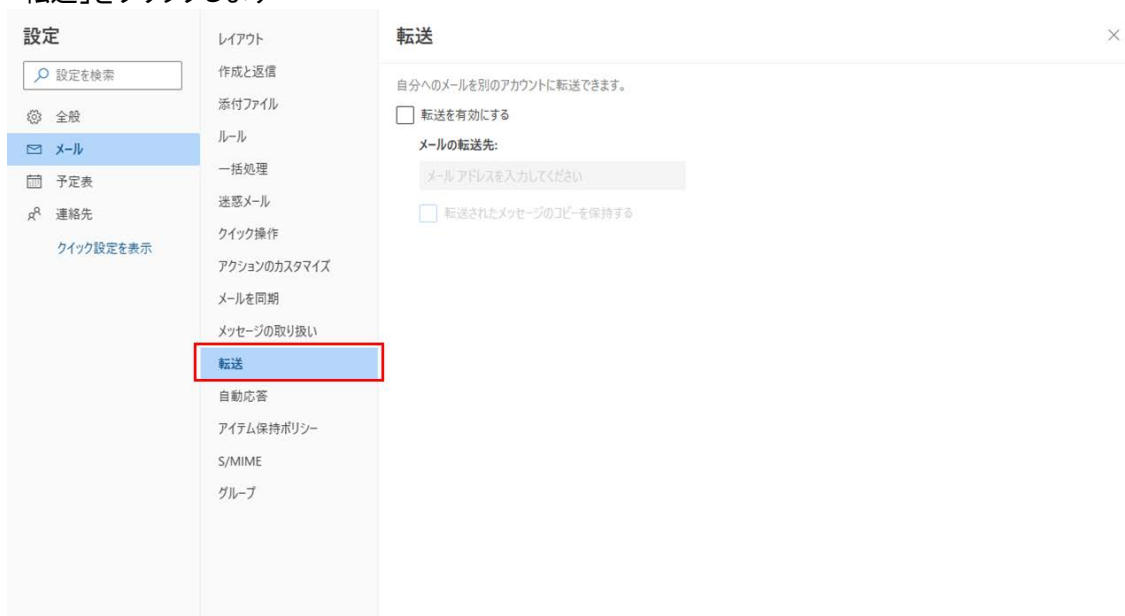 転送」をクリックします
設定
設定を検索
全般
メール
予定表
連絡先
クイック設定を表示
レイアウト
作成と返信
添付ファイル
ルール
一括処理
迷惑メール
クイック操作
アクションのカスタマイズ
メールを同期
メッセージの取り扱い
転送
自動応答
アイテム保持ポリシー
S/MIME
グループ
転送
自分へのメールを別のアカウントに転送できます。
転送を有効にする
メールの転送先:
メール アドレスを入力してください
転送されたメッセージのコピーを保持する